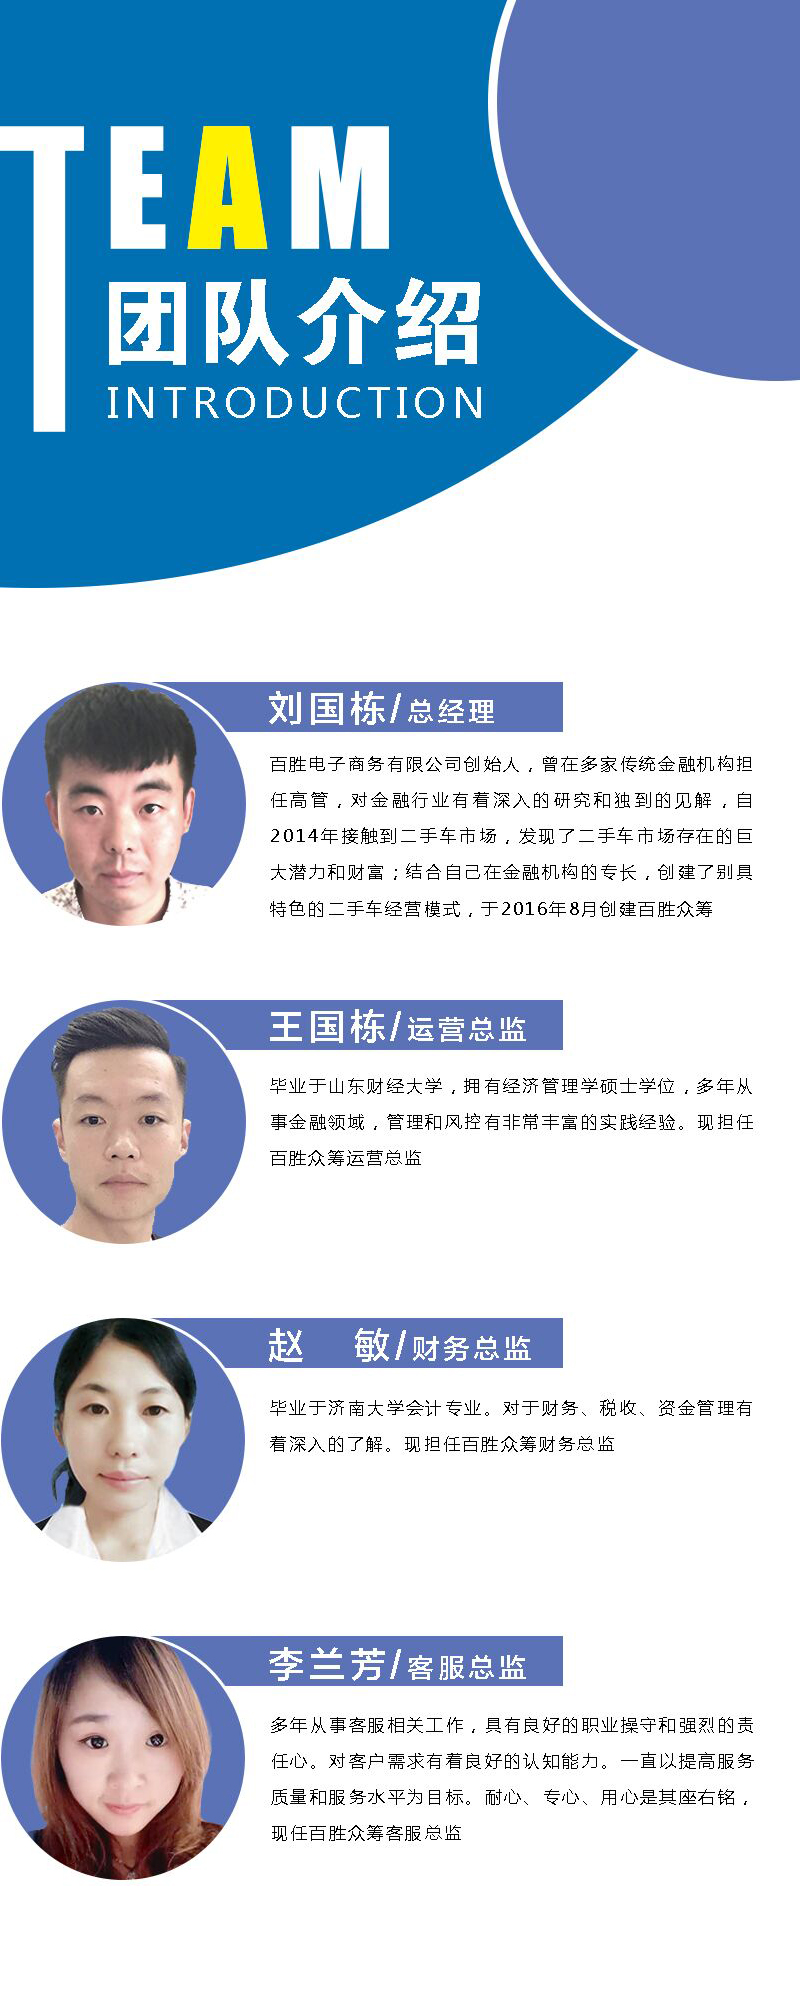 TEAM
团队介绍
INTRODUCTION
刘国栋/总经理
百胜电子商务有限公司创始人，曾在多家传统金融机构担
任高管，对金融行业有着深入的研究和独到的见解，自
2014年接触到二手车市场，发现了二手车市场存在的巨
大潜力和财富；结合自己在金融机构的专长，创建了别具
特色的二手车经营模式，于2016年8月创建百胜众筹
王国栋/运营总监
毕业于山东财经大学，拥有经济管理学硕士学位，多年从
事金融领域，管理和风控有非常丰富的实践经验。现担任
百胜众筹运营总监
赵 敏/财务总监
毕业于济南大学会计专业。对于财务、税收、资金管理有
着深入的了解。现担任百胜众筹财务总监
李兰芳/客服总监
多年从事客服相关工作，具有良好的职业操守和强烈的责
任心。对客户需求有着良好的认知能力。一直以提高服务
质量和服务水平为目标。耐心、专心、用心是其座右铭，
现任百胜众筹客服总监